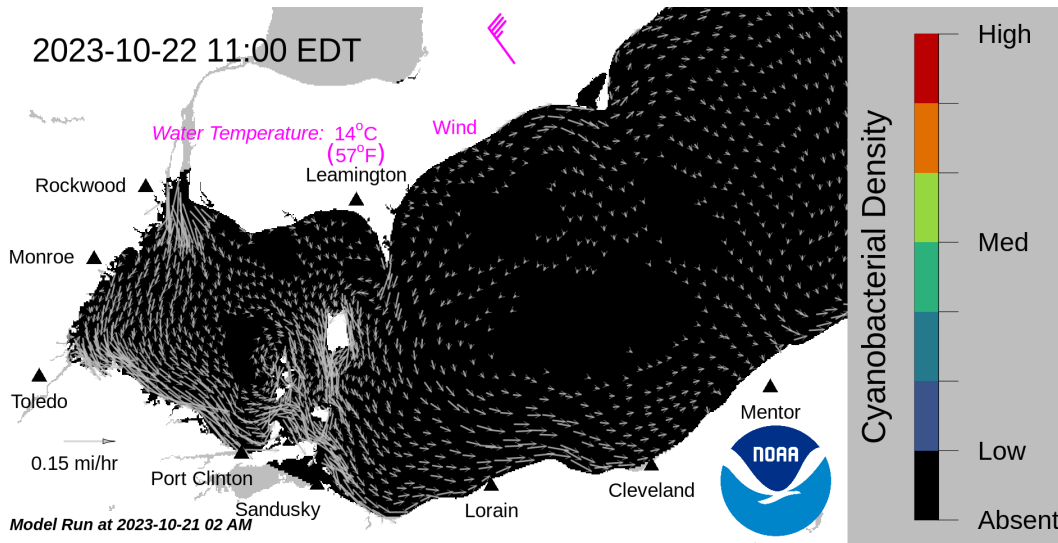 2023-10-22 11:00 EDT
High
Water Temperature: 14°C
(57°F)
Wind
Leamington
Rockwood
Monroe
Med
Cyanobacterial Density
Toledo
Mentor
0.15 mi/hr
NOAA
Low
Port Clinton
Sandusky
Lorain
Cleveland
Model Run at 2023-10-21 02 AM
Absent